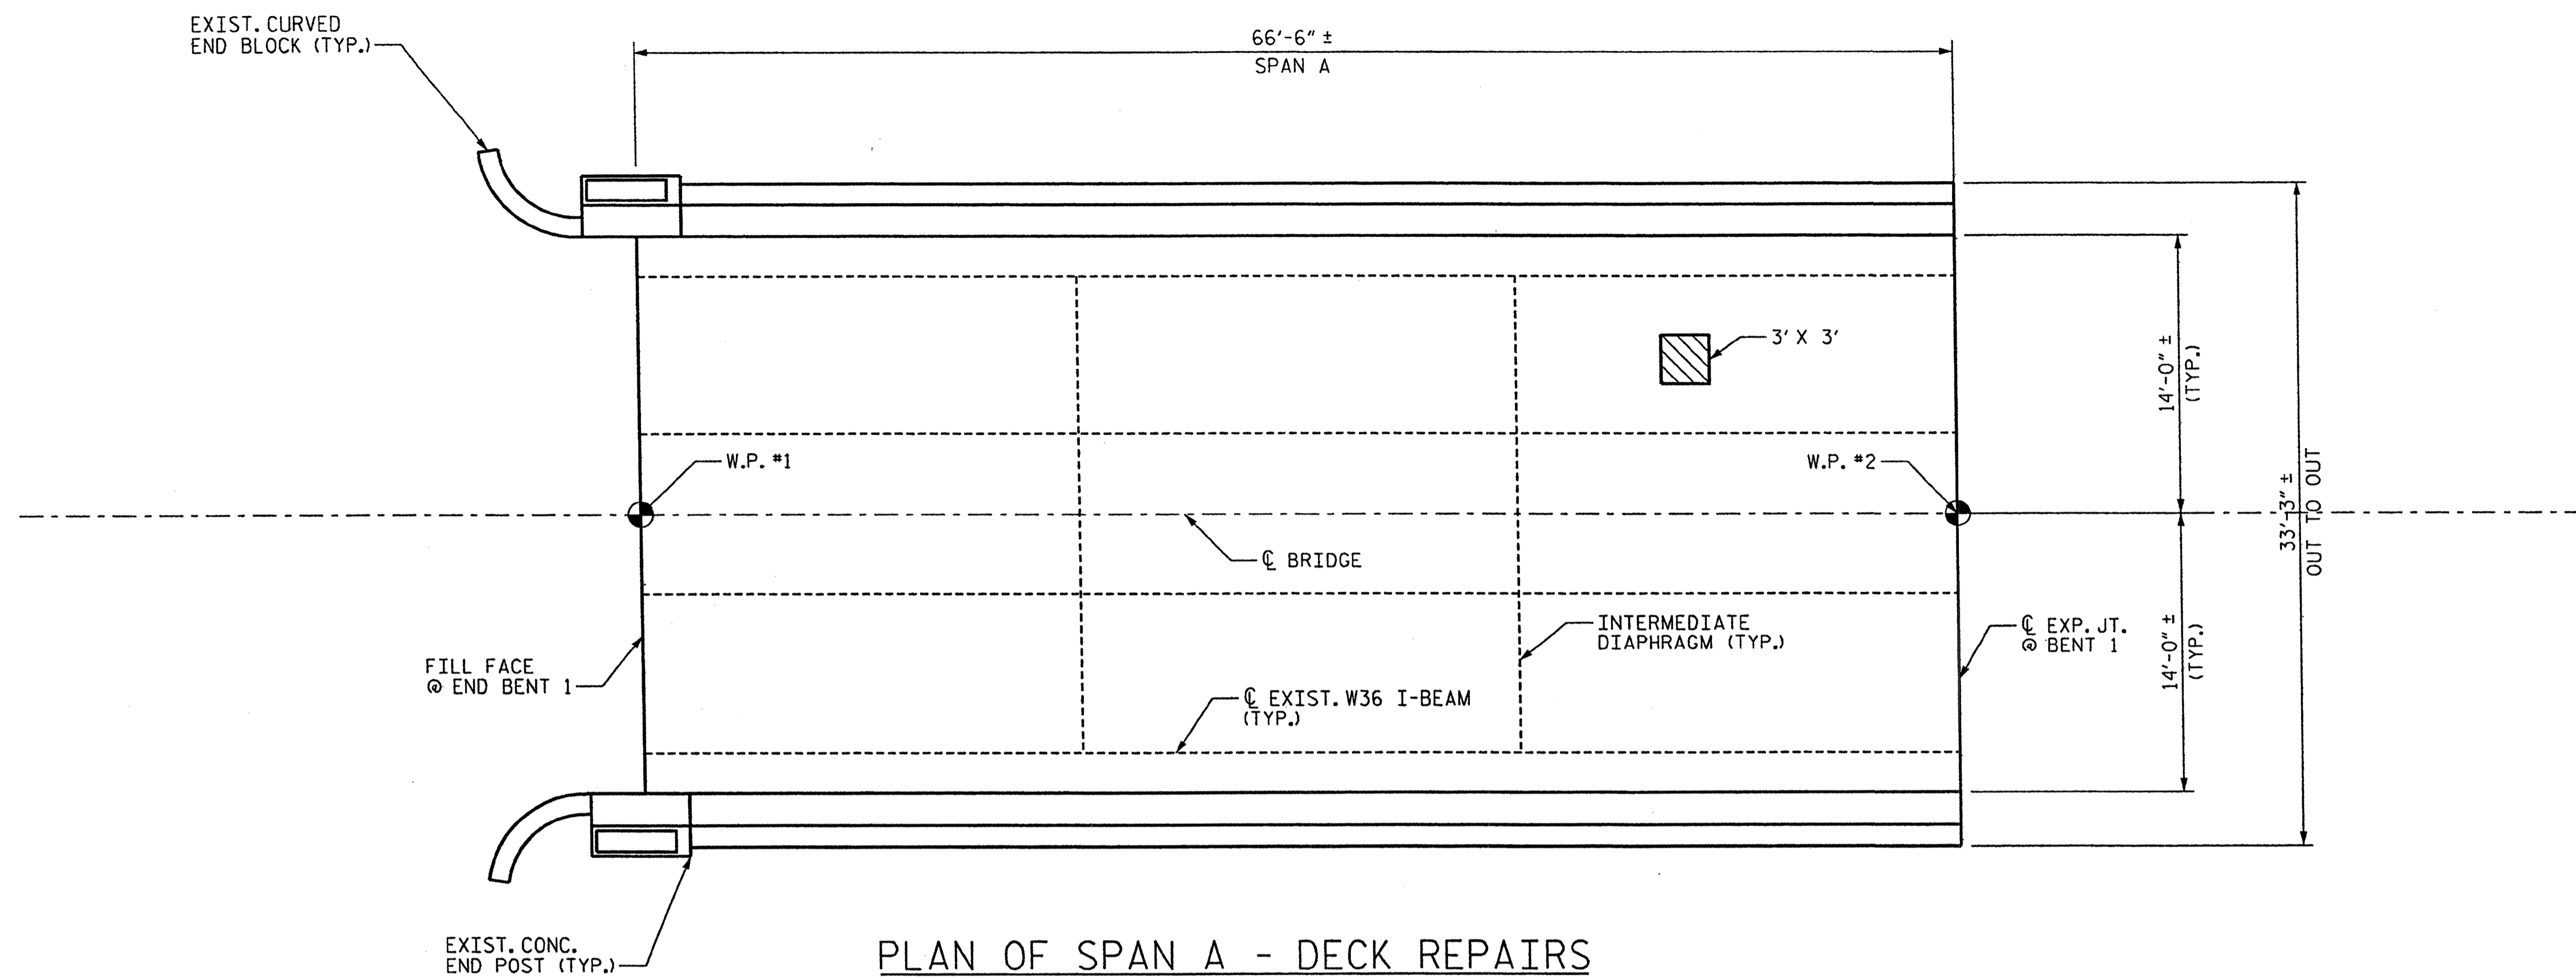 EXIST. CURVED
END BLOCK (TYP.)
66'-6" ±
SPAN A
3' X 3'
W.P. #1
W.P. #2
14'-0" ±
(TYP.)
33'-3" ±
OUT TO OUT
℄ BRIDGE
INTERMEDIATE
DIAPHRAGM (TYP.)
℄ EXP. JT.
@ BENT 1
14'-0" ±
(TYP.)
FILL FACE
@ END BENT 1
℄ EXIST. W36 I-BEAM
(TYP.)
EXIST. CONC.
END POST (TYP.)
PLAN OF SPAN A - DECK REPAIRS